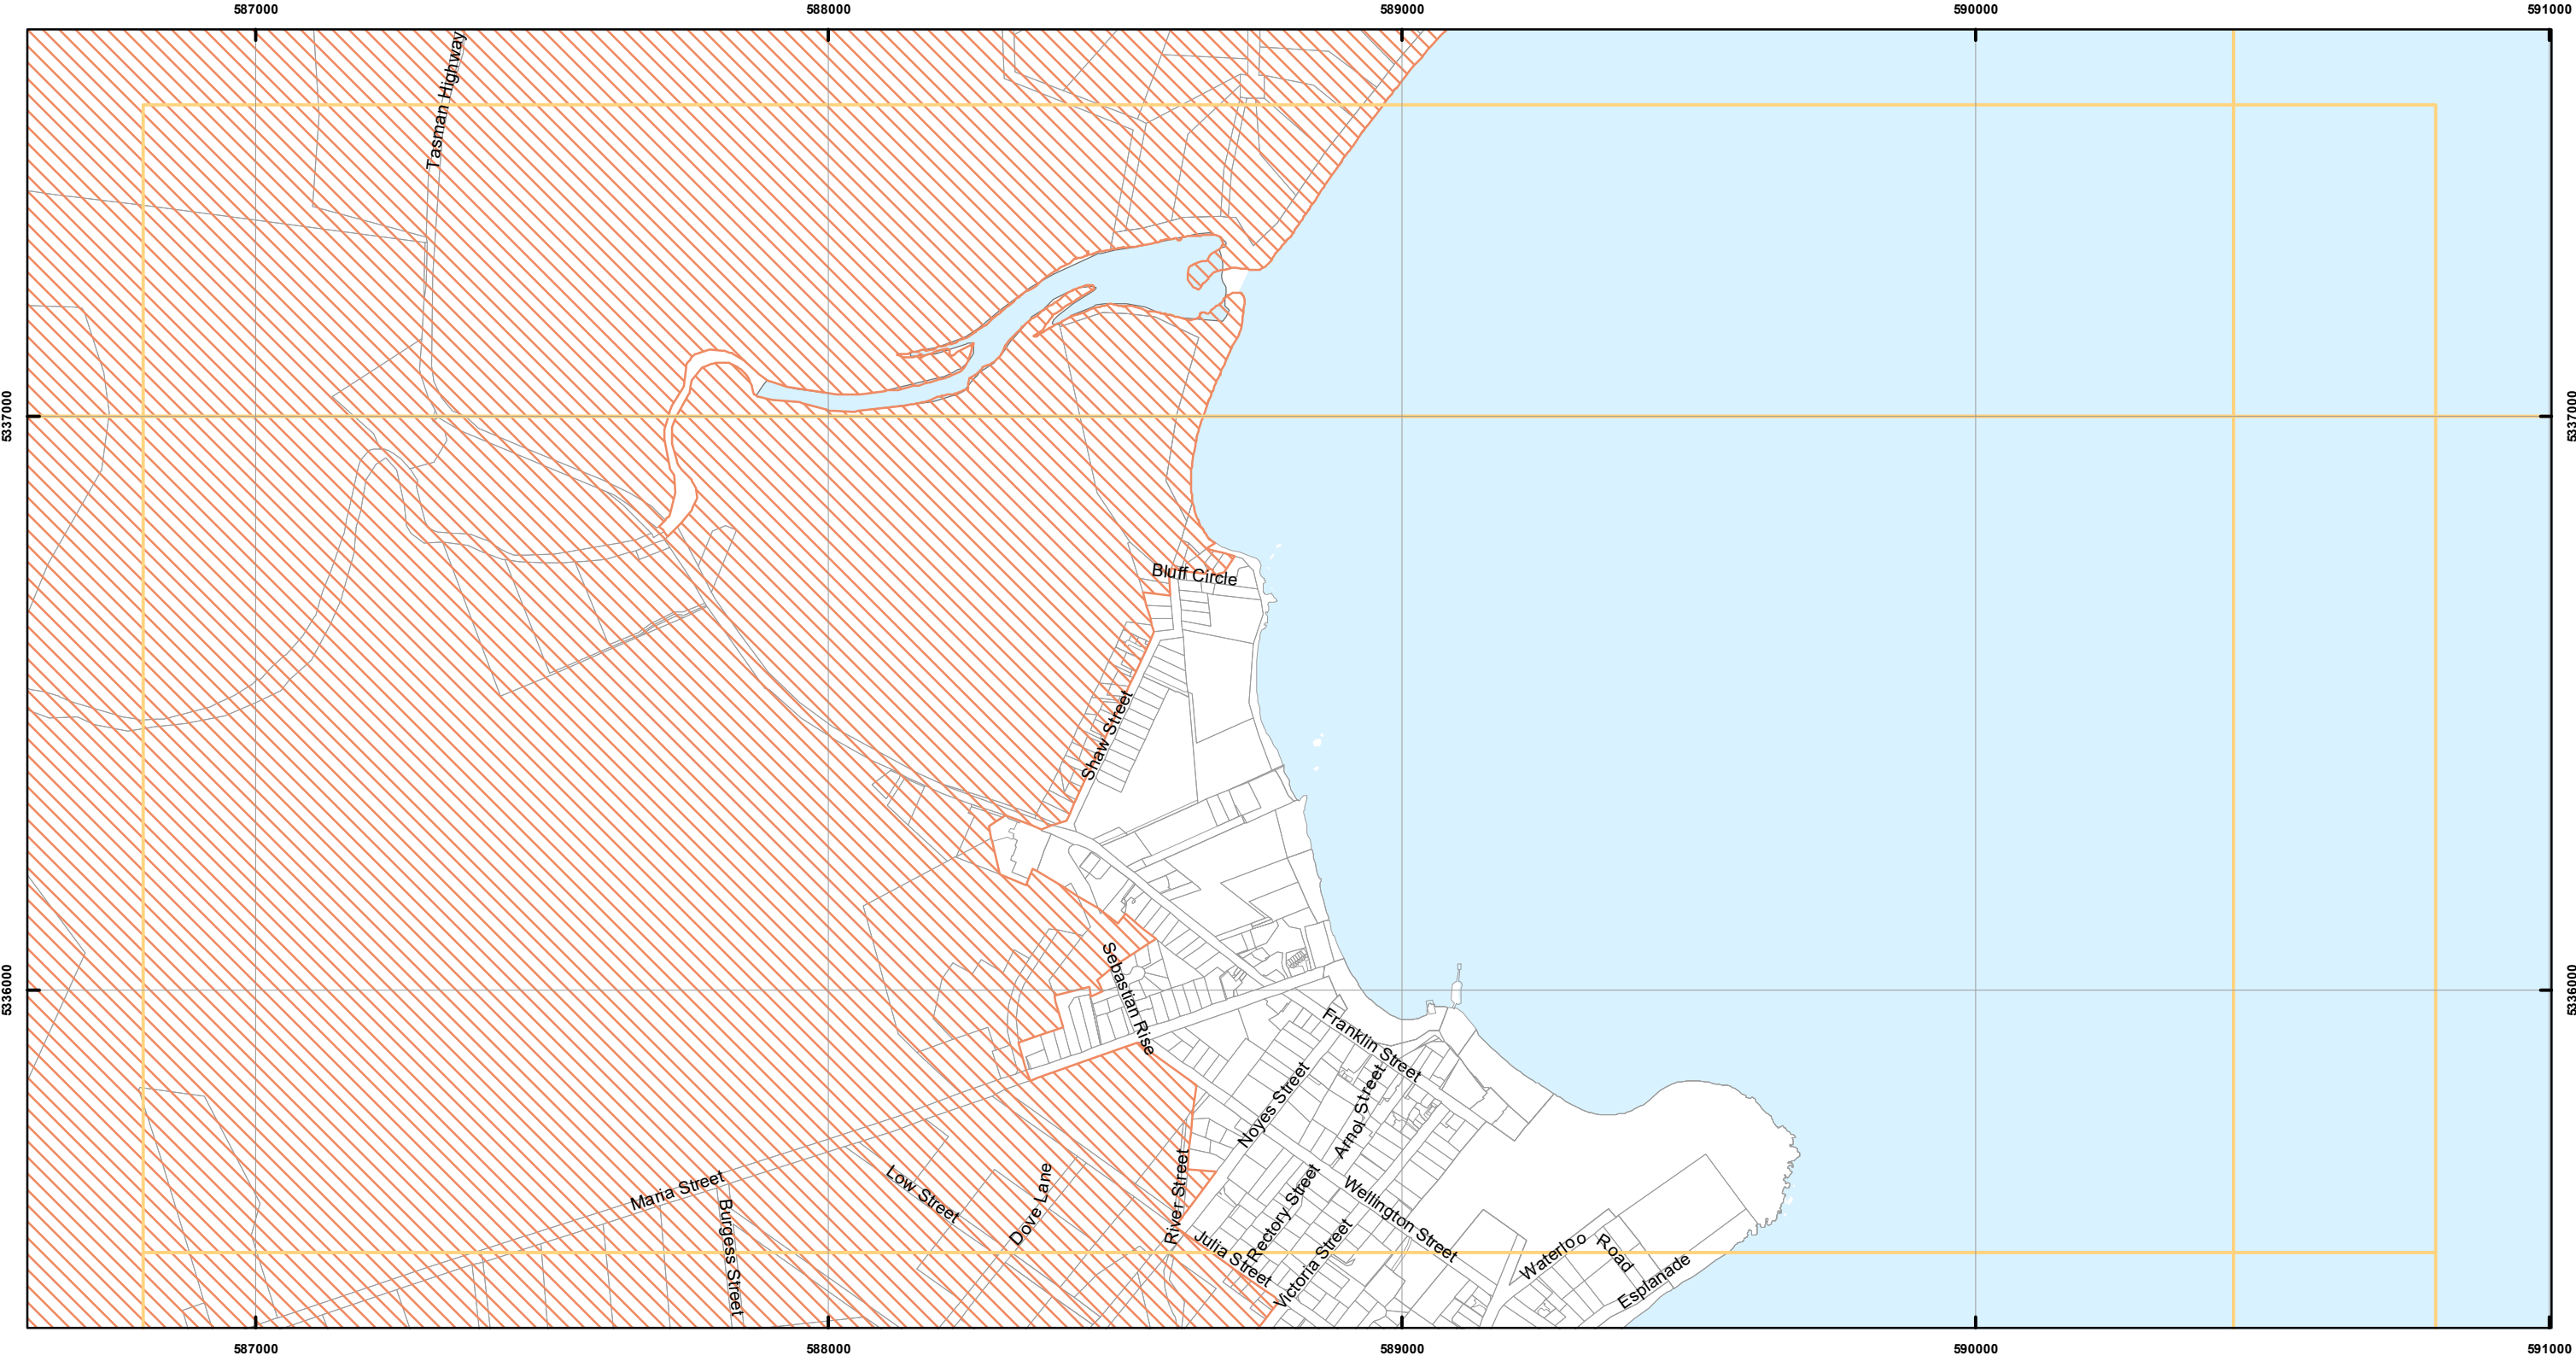 587000
588000
589000
590000
591000
Tasman Highway
5337000
5337000
Bluff Circle
Shaw Street
Sebastian Rise
5336000
5336000
Franklin Street
Noyes Street
Arnol Street
Maria Street
Burgess Street
Low Street
Dove Lane
River Street
Julia Street
Rectory Street
Victoria Street
Wellington Street
Waterloo Road
Esplanade
587000
588000
589000
590000
591000